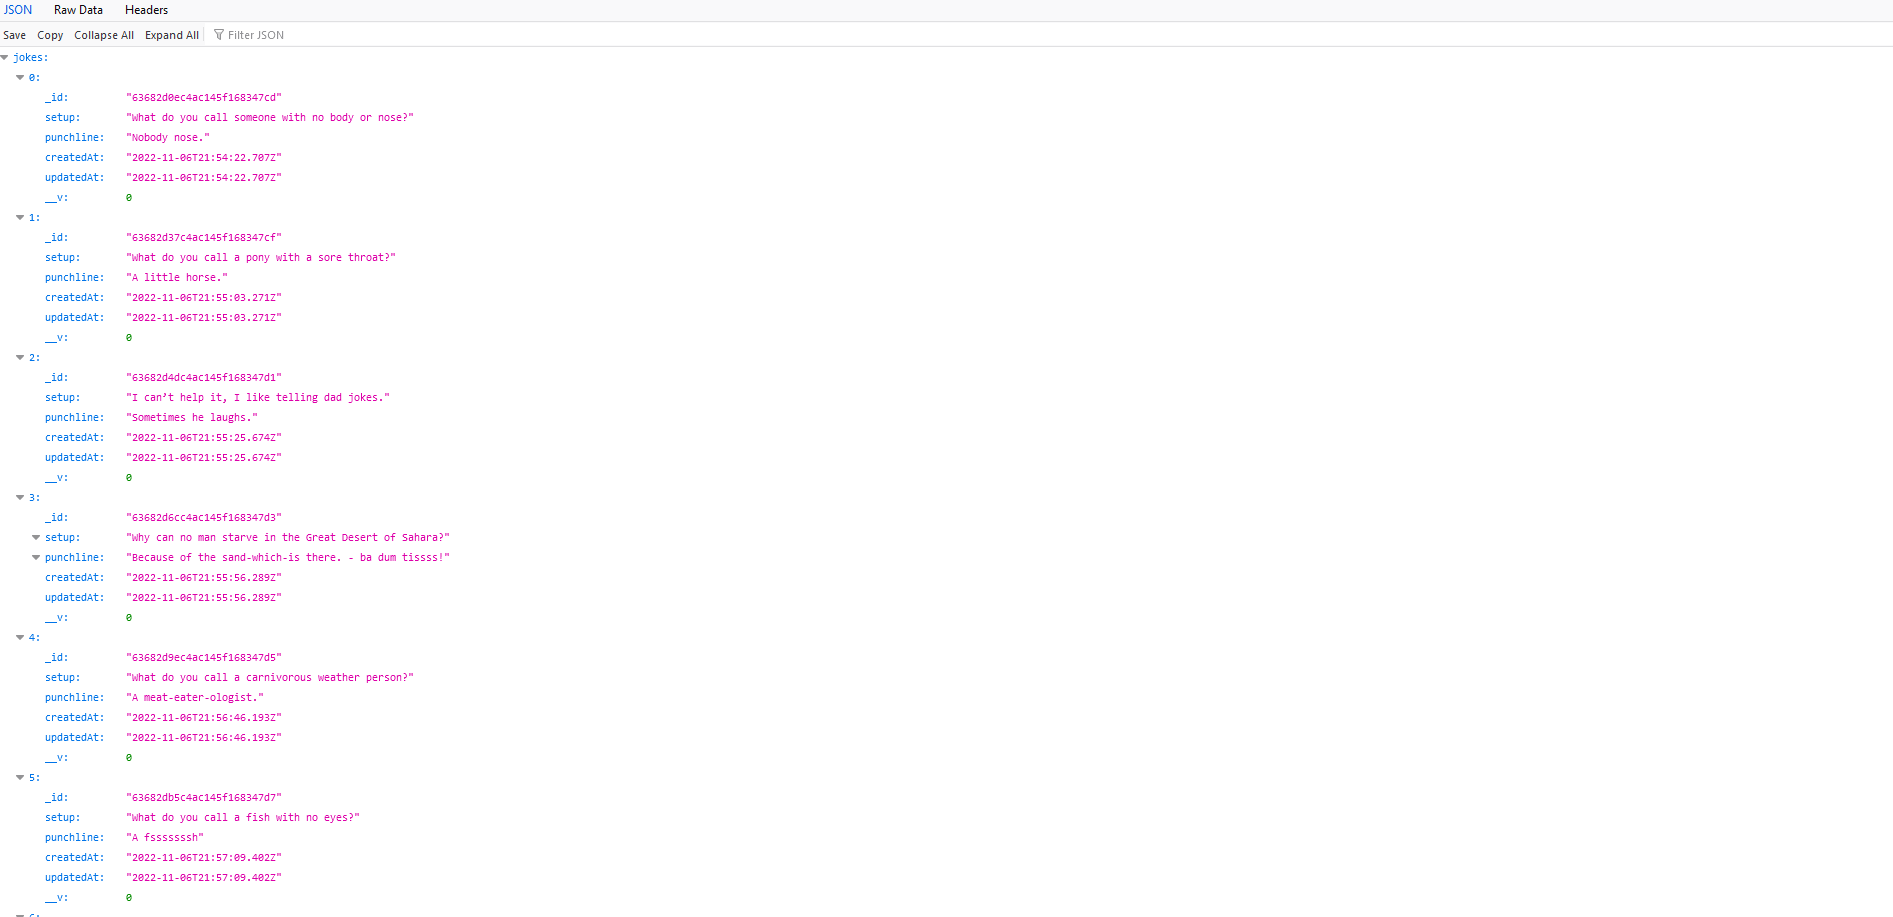 JSON Raw Data Headers
Save Copy Collapse All Expand All Filter JSON
jokes:
0:
_id: "63682d0ec4ac145f168347cd"
setup: "What do you call someone with no body or nose?"
punchline: "Nobody nose."
createdAt: "2022-11-06T21:54:22.707Z"
updatedAt: "2022-11-06T21:54:22.707Z"
__v: 0
1:
_id: "63682d37c4ac145f168347cf"
setup: "What do you call a pony with a sore throat?"
punchline: "A little horse."
createdAt: "2022-11-06T21:55:03.271Z"
updatedAt: "2022-11-06T21:55:03.271Z"
__v: 0
2:
_id: "63682d4dc4ac145f168347d1"
setup: "I can’t help it, I like telling dad jokes."
punchline: "Sometimes he laughs."
createdAt: "2022-11-06T21:55:25.674Z"
updatedAt: "2022-11-06T21:55:25.674Z"
__v: 0
3:
_id: "63682d6cc4ac145f168347d3"
setup: "Why can no man starve in the Great Desert of Sahara?"
punchline: "Because of the sand-which-is there. - ba dum tissss!"
createdAt: "2022-11-06T21:55:56.289Z"
updatedAt: "2022-11-06T21:55:56.289Z"
__v: 0
4:
_id: "63682d9ec4ac145f168347d5"
setup: "What do you call a carnivorous weather person?"
punchline: "A meat-eater-ologist."
createdAt: "2022-11-06T21:56:46.193Z"
updatedAt: "2022-11-06T21:56:46.193Z"
__v: 0
5:
_id: "63682db5c4ac145f168347d7"
setup: "What do you call a fish with no eyes?"
punchline: "A fsssssssh"
createdAt: "2022-11-06T21:57:09.402Z"
updatedAt: "2022-11-06T21:57:09.402Z"
__v: 0